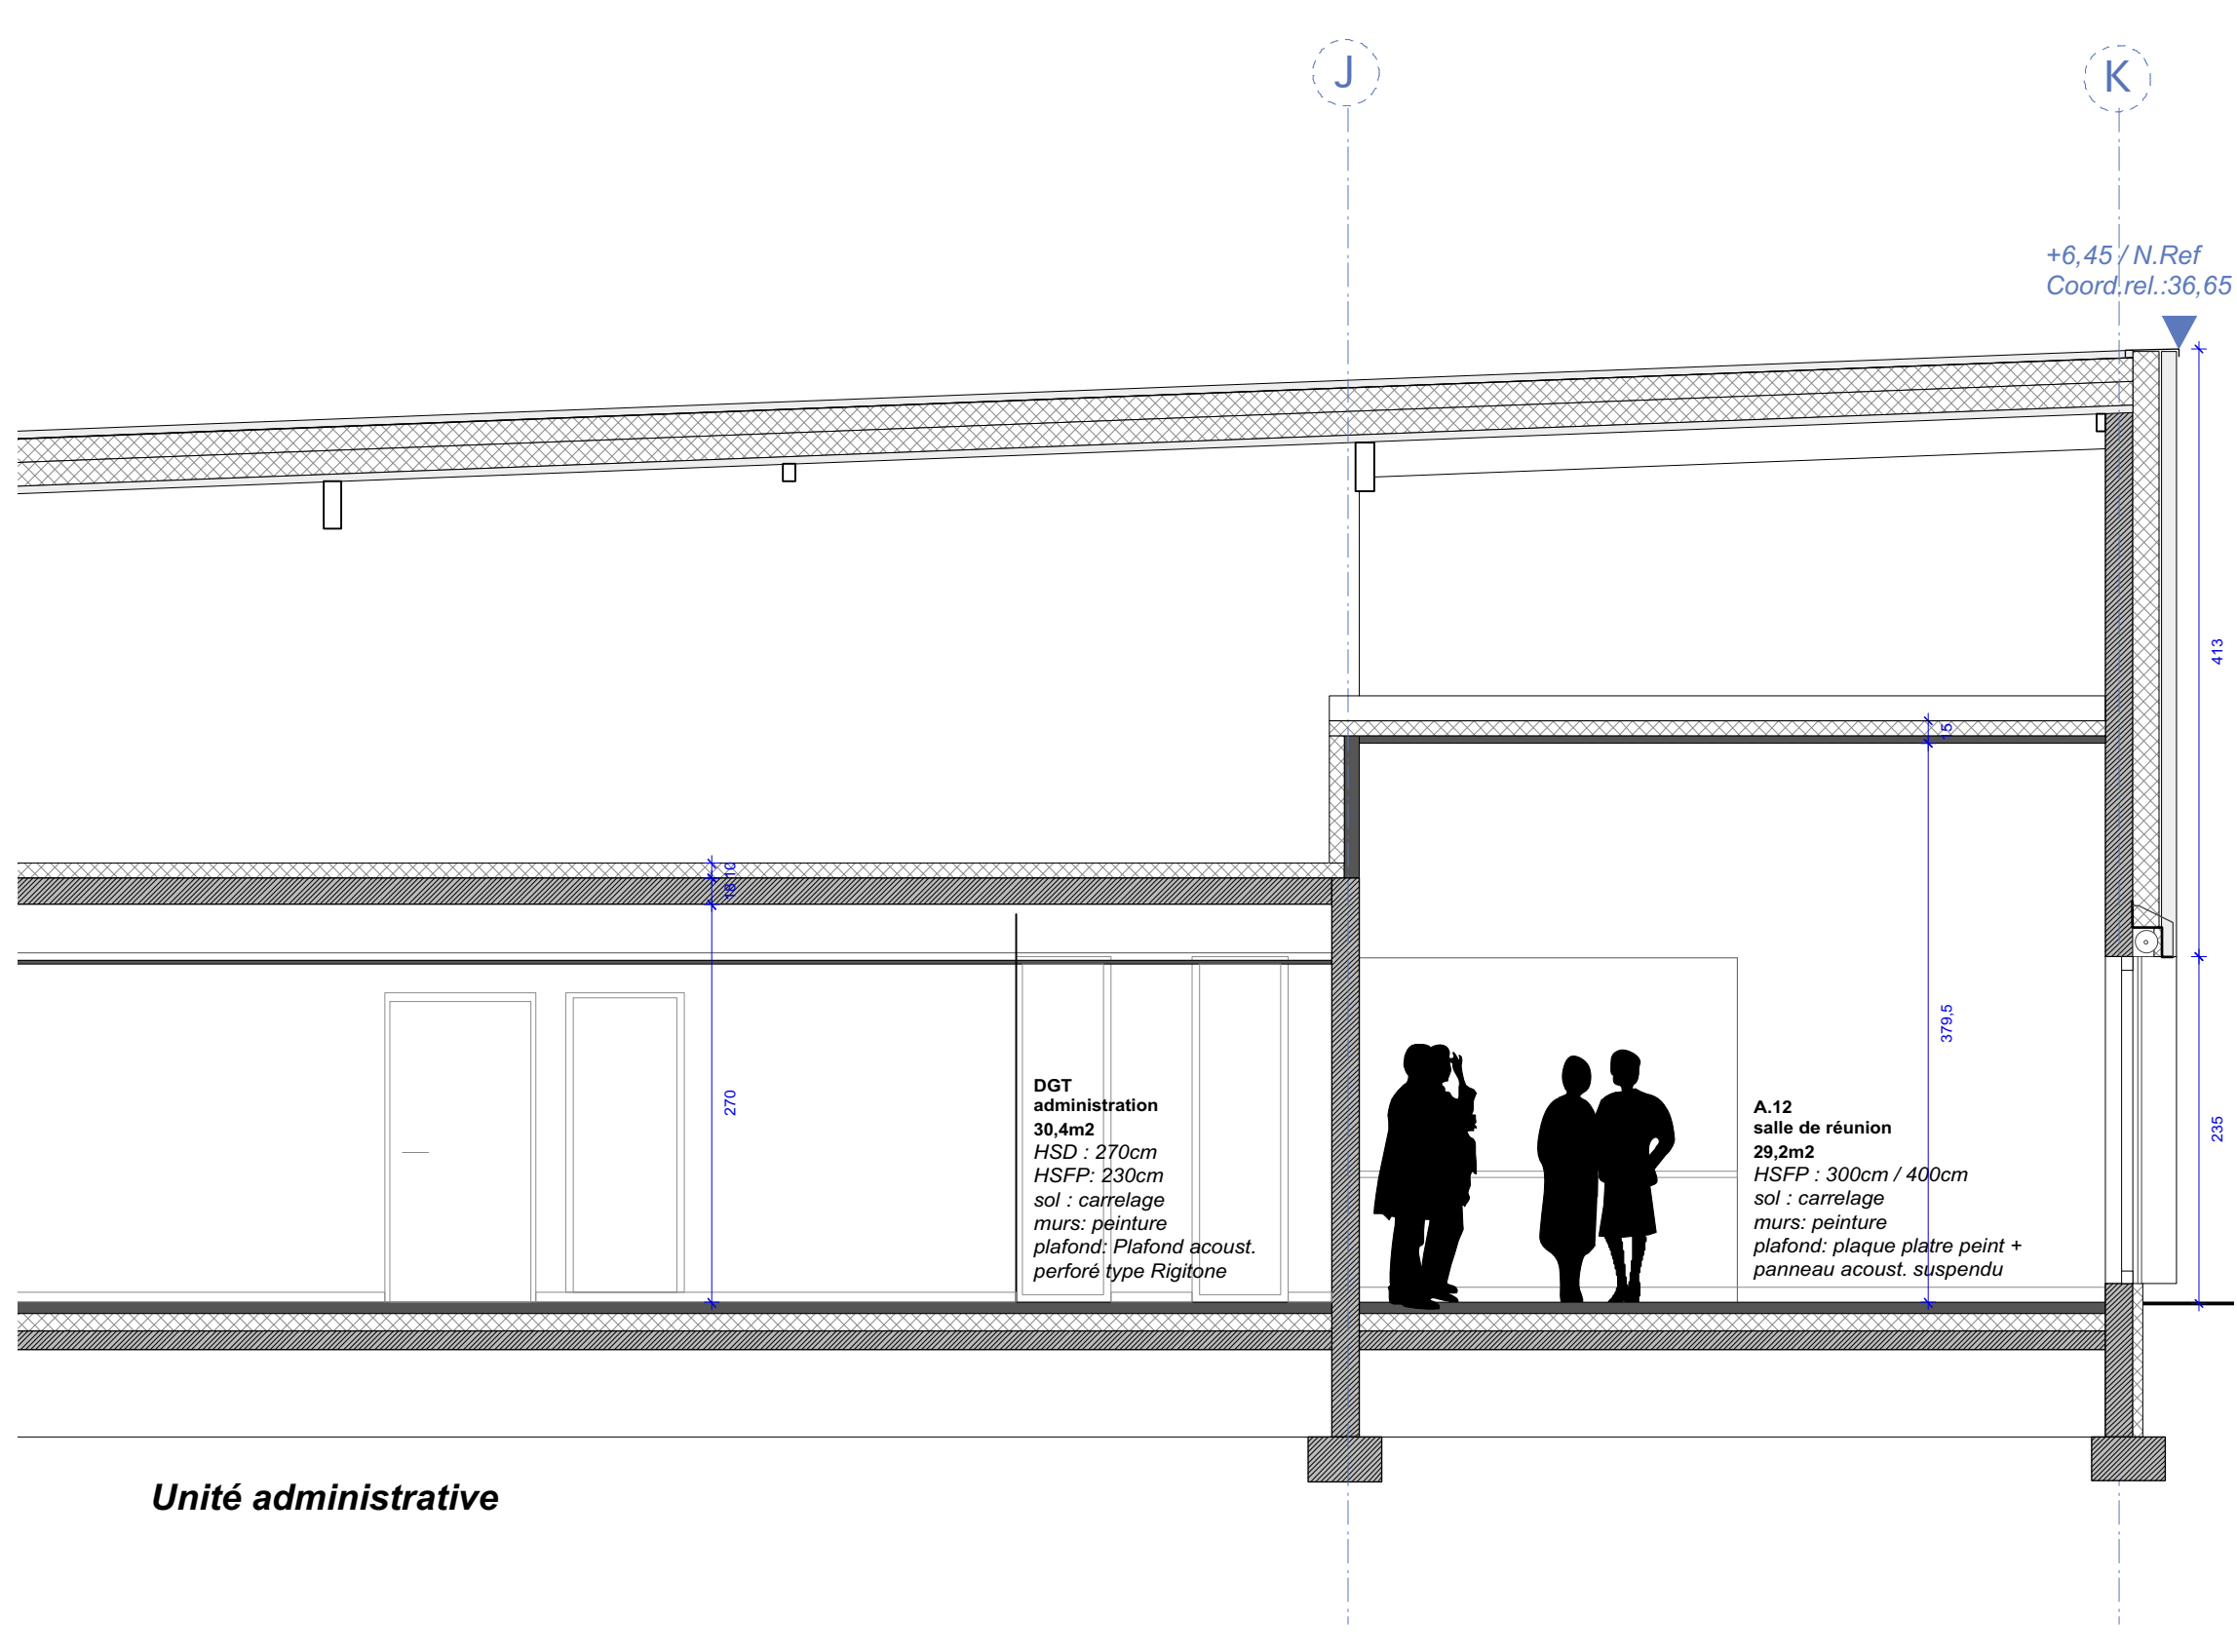 J
K
+6,45 / N.Ref
Coord.rel.:36,65
413
15
18 10
379,5
270
235
DGT
administration
30,4m2
HSD : 270cm
HSFP: 230cm
sol : carrelage
murs: peinture
plafond: Plafond acoust.
perforé type Rigitone
A.12
salle de réunion
29,2m2
HSFP : 300cm / 400cm
sol : carrelage
murs: peinture
plafond: plaque platre peint +
panneau acoust. suspendu
Unité administrative